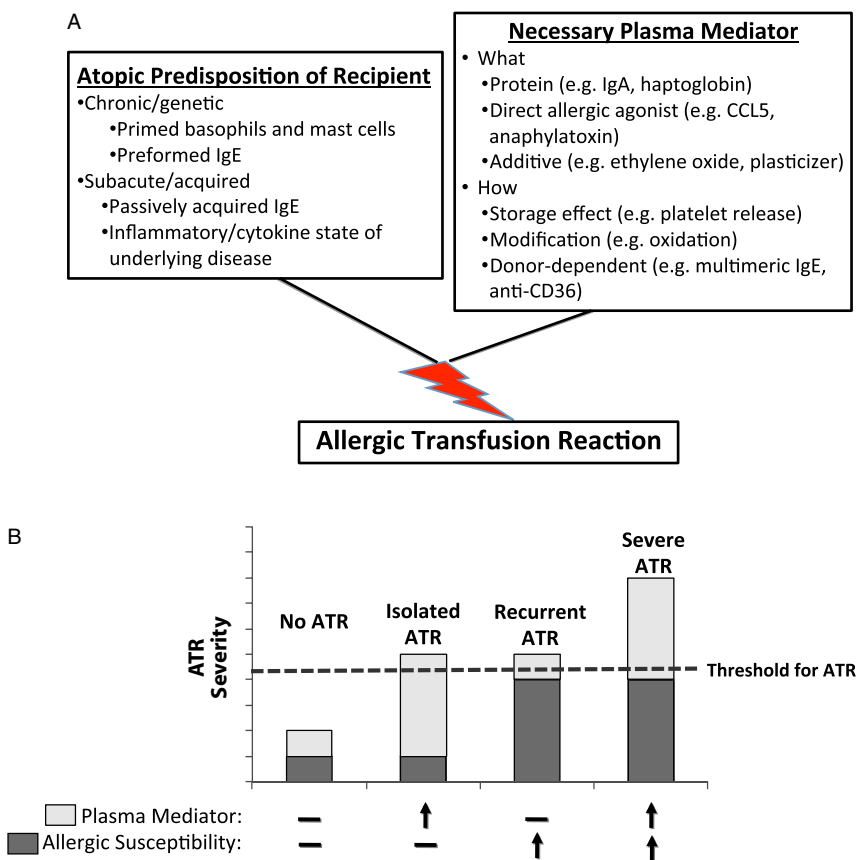 A
Atopic Predisposition of Recipient
•Chronic/genetic
•Primed basophils and mast cells
•Preformed IgE
•Subacute/acquired
•Passively acquired IgE
•Inflammatory/cytokine state of
underlying disease
Necessary Plasma Mediator
• What
•Protein (e.g. IgA, haptoglobin)
•Direct allergic agonist (e.g. CCL5,
anaphylatoxin)
•Additive (e.g. ethylene oxide, plasticizer)
• How
•Storage effect (e.g. platelet release)
•Modification (e.g. oxidation)
•Donor-dependent (e.g. multimeric IgE,
anti-CD36)
Allergic Transfusion Reaction
B
ATR
Severity
No ATR
Isolated
ATR
Recurrent
ATR
Severe
ATR
Threshold for ATR
Plasma Mediator:
Allergic Susceptibility: